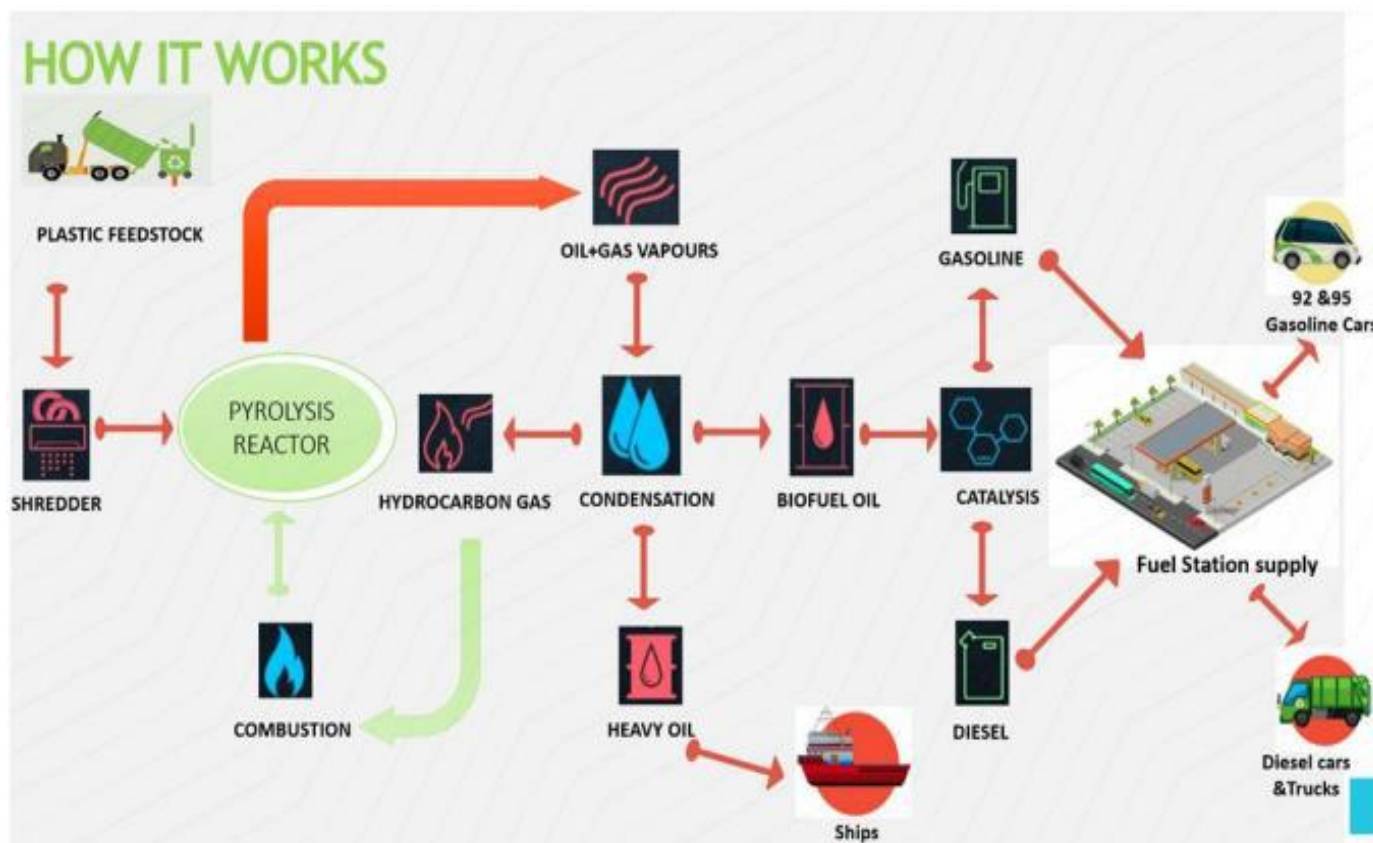 HOW IT WORKS
PLASTIC FEEDSTOCK
OIL+GAS VAPOURS
GASOLINE
92 &95
Gasoline Cars
SHREDDER
PYROLYSIS
REACTOR
HYDROCARBON GAS
CONDENSATION
BIOFUEL OIL
CATALYSIS
Fuel Station supply
COMBUSTION
HEAVY OIL
DIESEL
Ships
Diesel cars
&Trucks